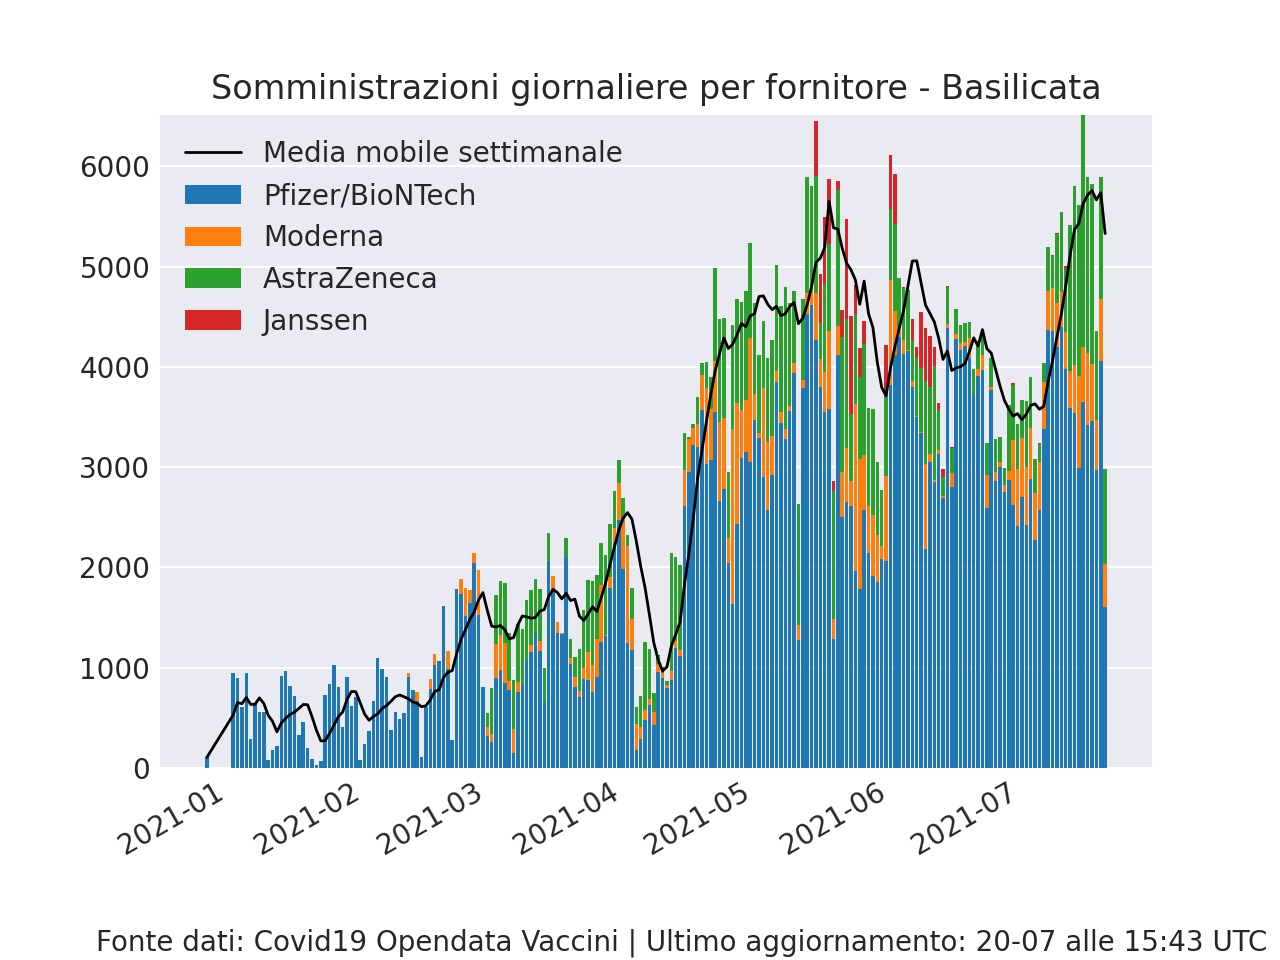 Somministrazioni giornaliere per fornitore - Basilicata
Media mobile settimanale
Pfizer/BioNTech
Moderna
AstraZeneca
Janssen
6000
5000
4000
3000
2000
1000
0
2021-01
2021-02
2021-03
2021-04
2021-05
2021-06
2021-07
Fonte dati: Covid19 Opendata Vaccini | Ultimo aggiornamento: 20-07 alle 15:43 UTC